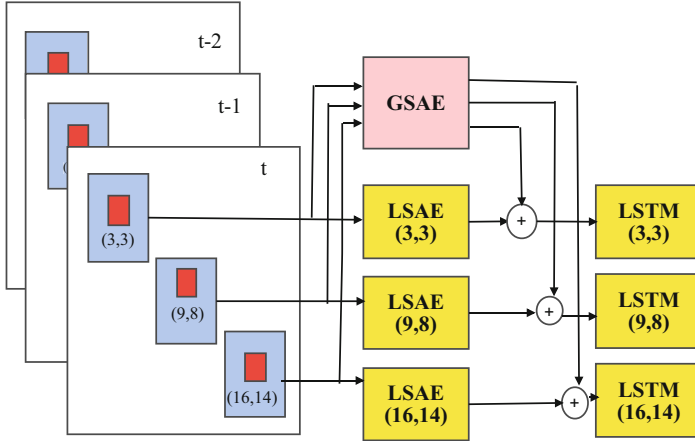 t-2
t-1
t
(3,3)
(9,8)
(16,14)
GSAE
LSAE
(3,3)
+
LSTM
(3,3)
LSAE
(9,8)
+
LSTM
(9,8)
LSAE
(16,14)
+
LSTM
(16,14)